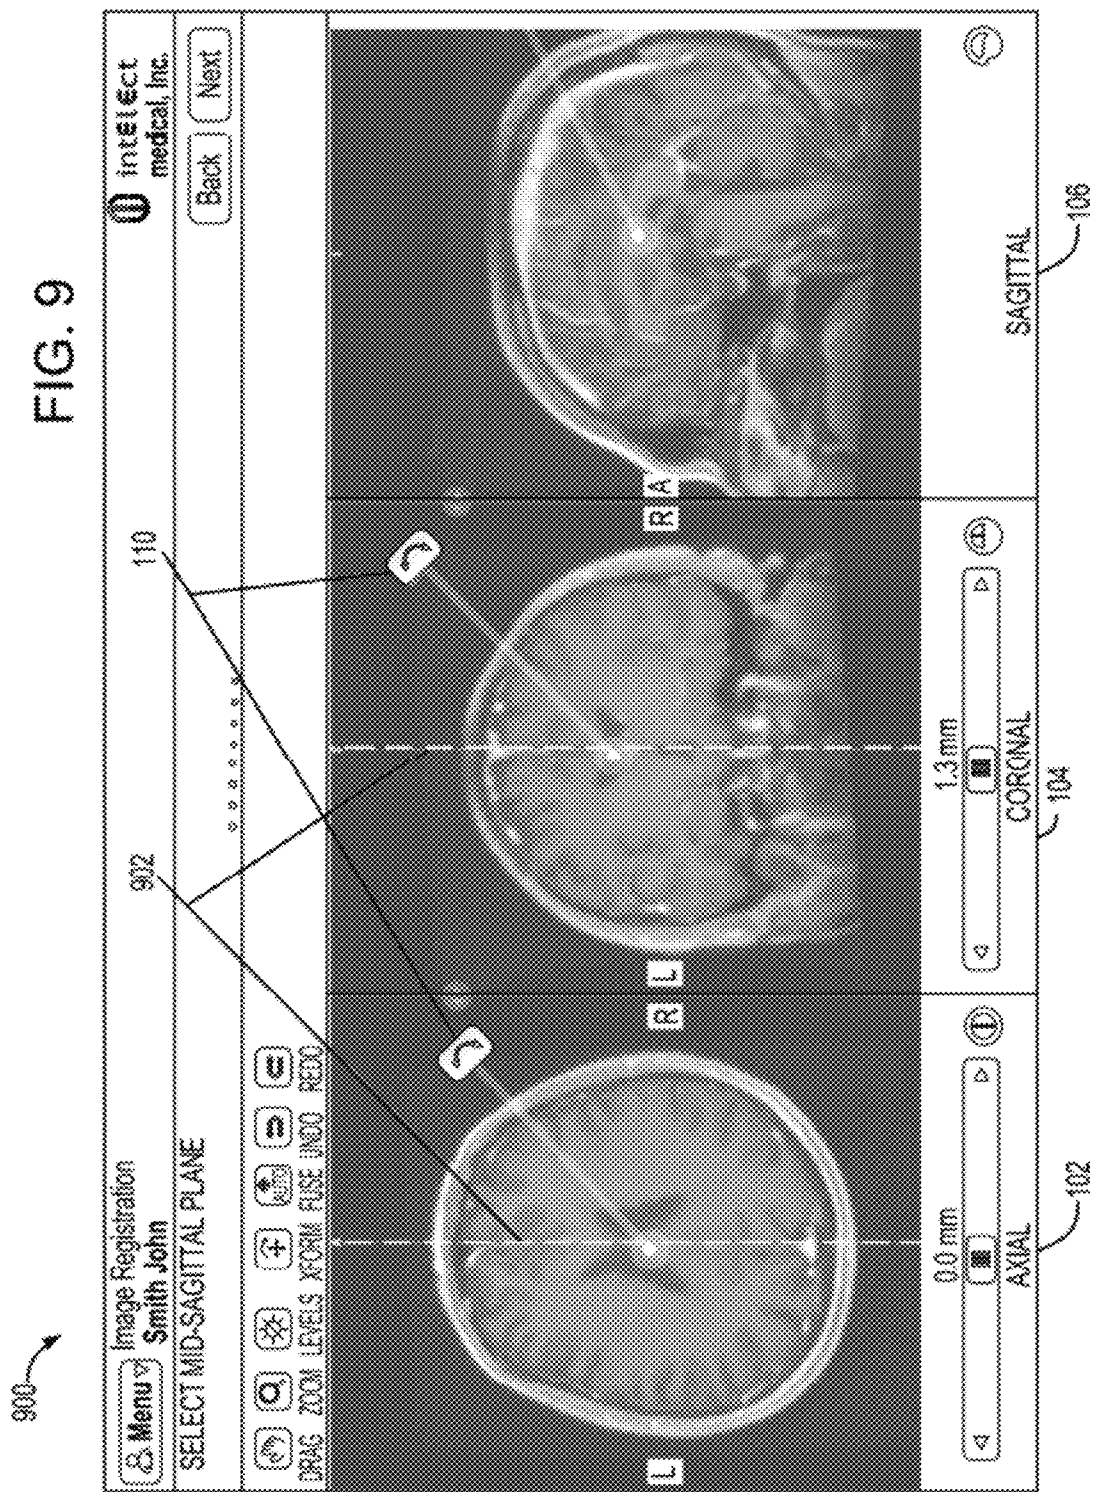 FIG. 9
900
902
110
Menu
Image Registration
Smith John
intELECT
medical, Inc.
SELECT MID-SAGITTAL PLANE
Back
Next
DRAG
ZOOM
LEVELS
XFORM
FUSE
UNDO
REDO
AUTO
L
R
L
R
A
0.0 mm
1.3 mm
AXIAL
CORONAL
SAGITTAL
102
104
106